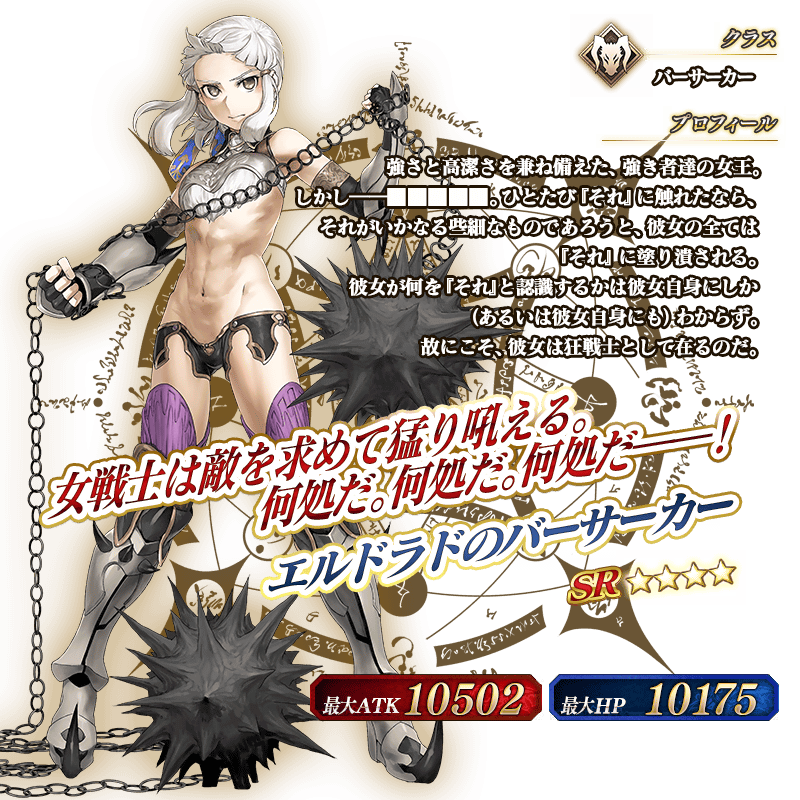 クラス
バーサーカー
プロフィール
強さと高潔さを兼ね備えた、強き者達の女王。
しかし──■■■■■。ひとたび『それ』に触れたなら、
それがいかなる些細なものであろうと、彼女の全ては
『それ』に塗り潰される。
彼女が何を『それ』と認識するかは彼女自身にしか
(あるいは彼女自身にも)わからず。
故にこそ、彼女は狂戦士として在るのだ。
女戦士は敵を求めて猛り吼える。
何処だ。何処だ。何処だ──！
エルドラドのバーサーカー
SR ☆☆☆☆
最大ATK 10502
最大HP 10175